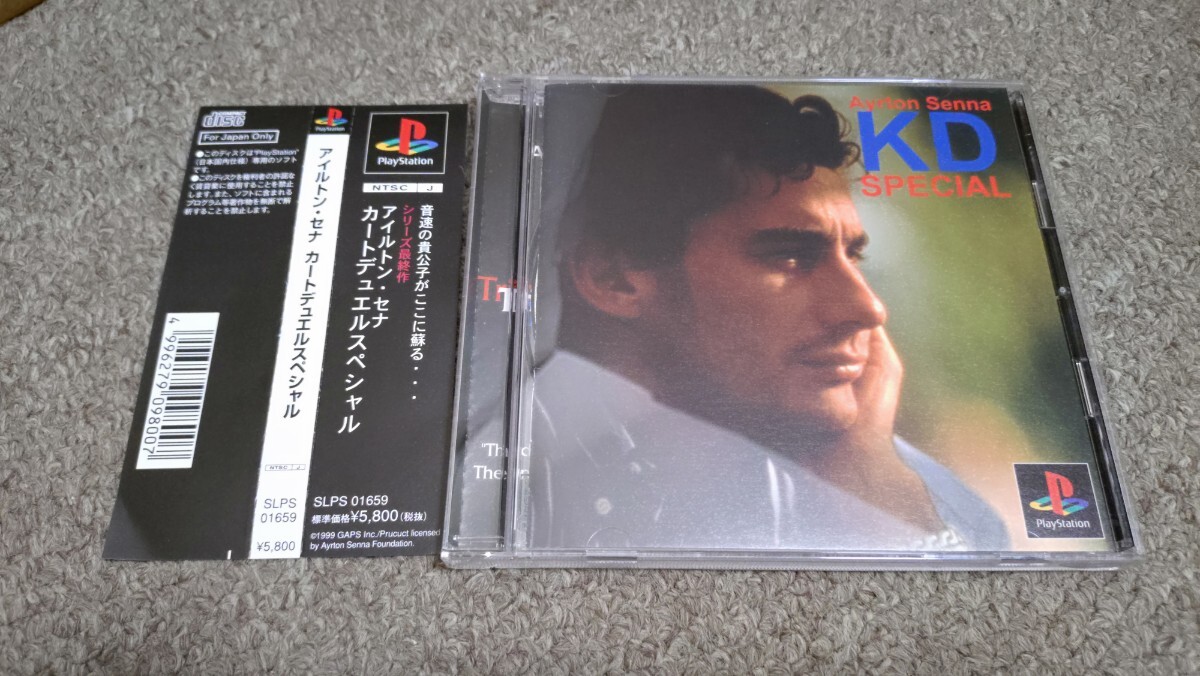 disc
For Japan Only
●このディスクは"PlayStation"
(日本国内仕様)専用のソフト
です。
●このディスクを権利者の許諾な
く賃貸業に使用することを禁止
します。また、ソフトに含まれる
プログラム等著作物を無断で解
析することを禁止します。
4 996279 098007
PlayStation
アイルトン・セナ カートデュエルスペシャル
NTSC J
SLPS
01659
¥5,800
PlayStation
NTSC J
音速の貴公子がここに蘇る・・・
シリーズ最終作
アイルトン・セナ
カートデュエルスペシャル
SLPS 01659
標準価格¥5,800(税抜)
©1999 GAPS Inc./Prucuct licensed
by Ayrton Senna Foundation.
Ayrton Senna
KD
SPECIAL
PlayStation